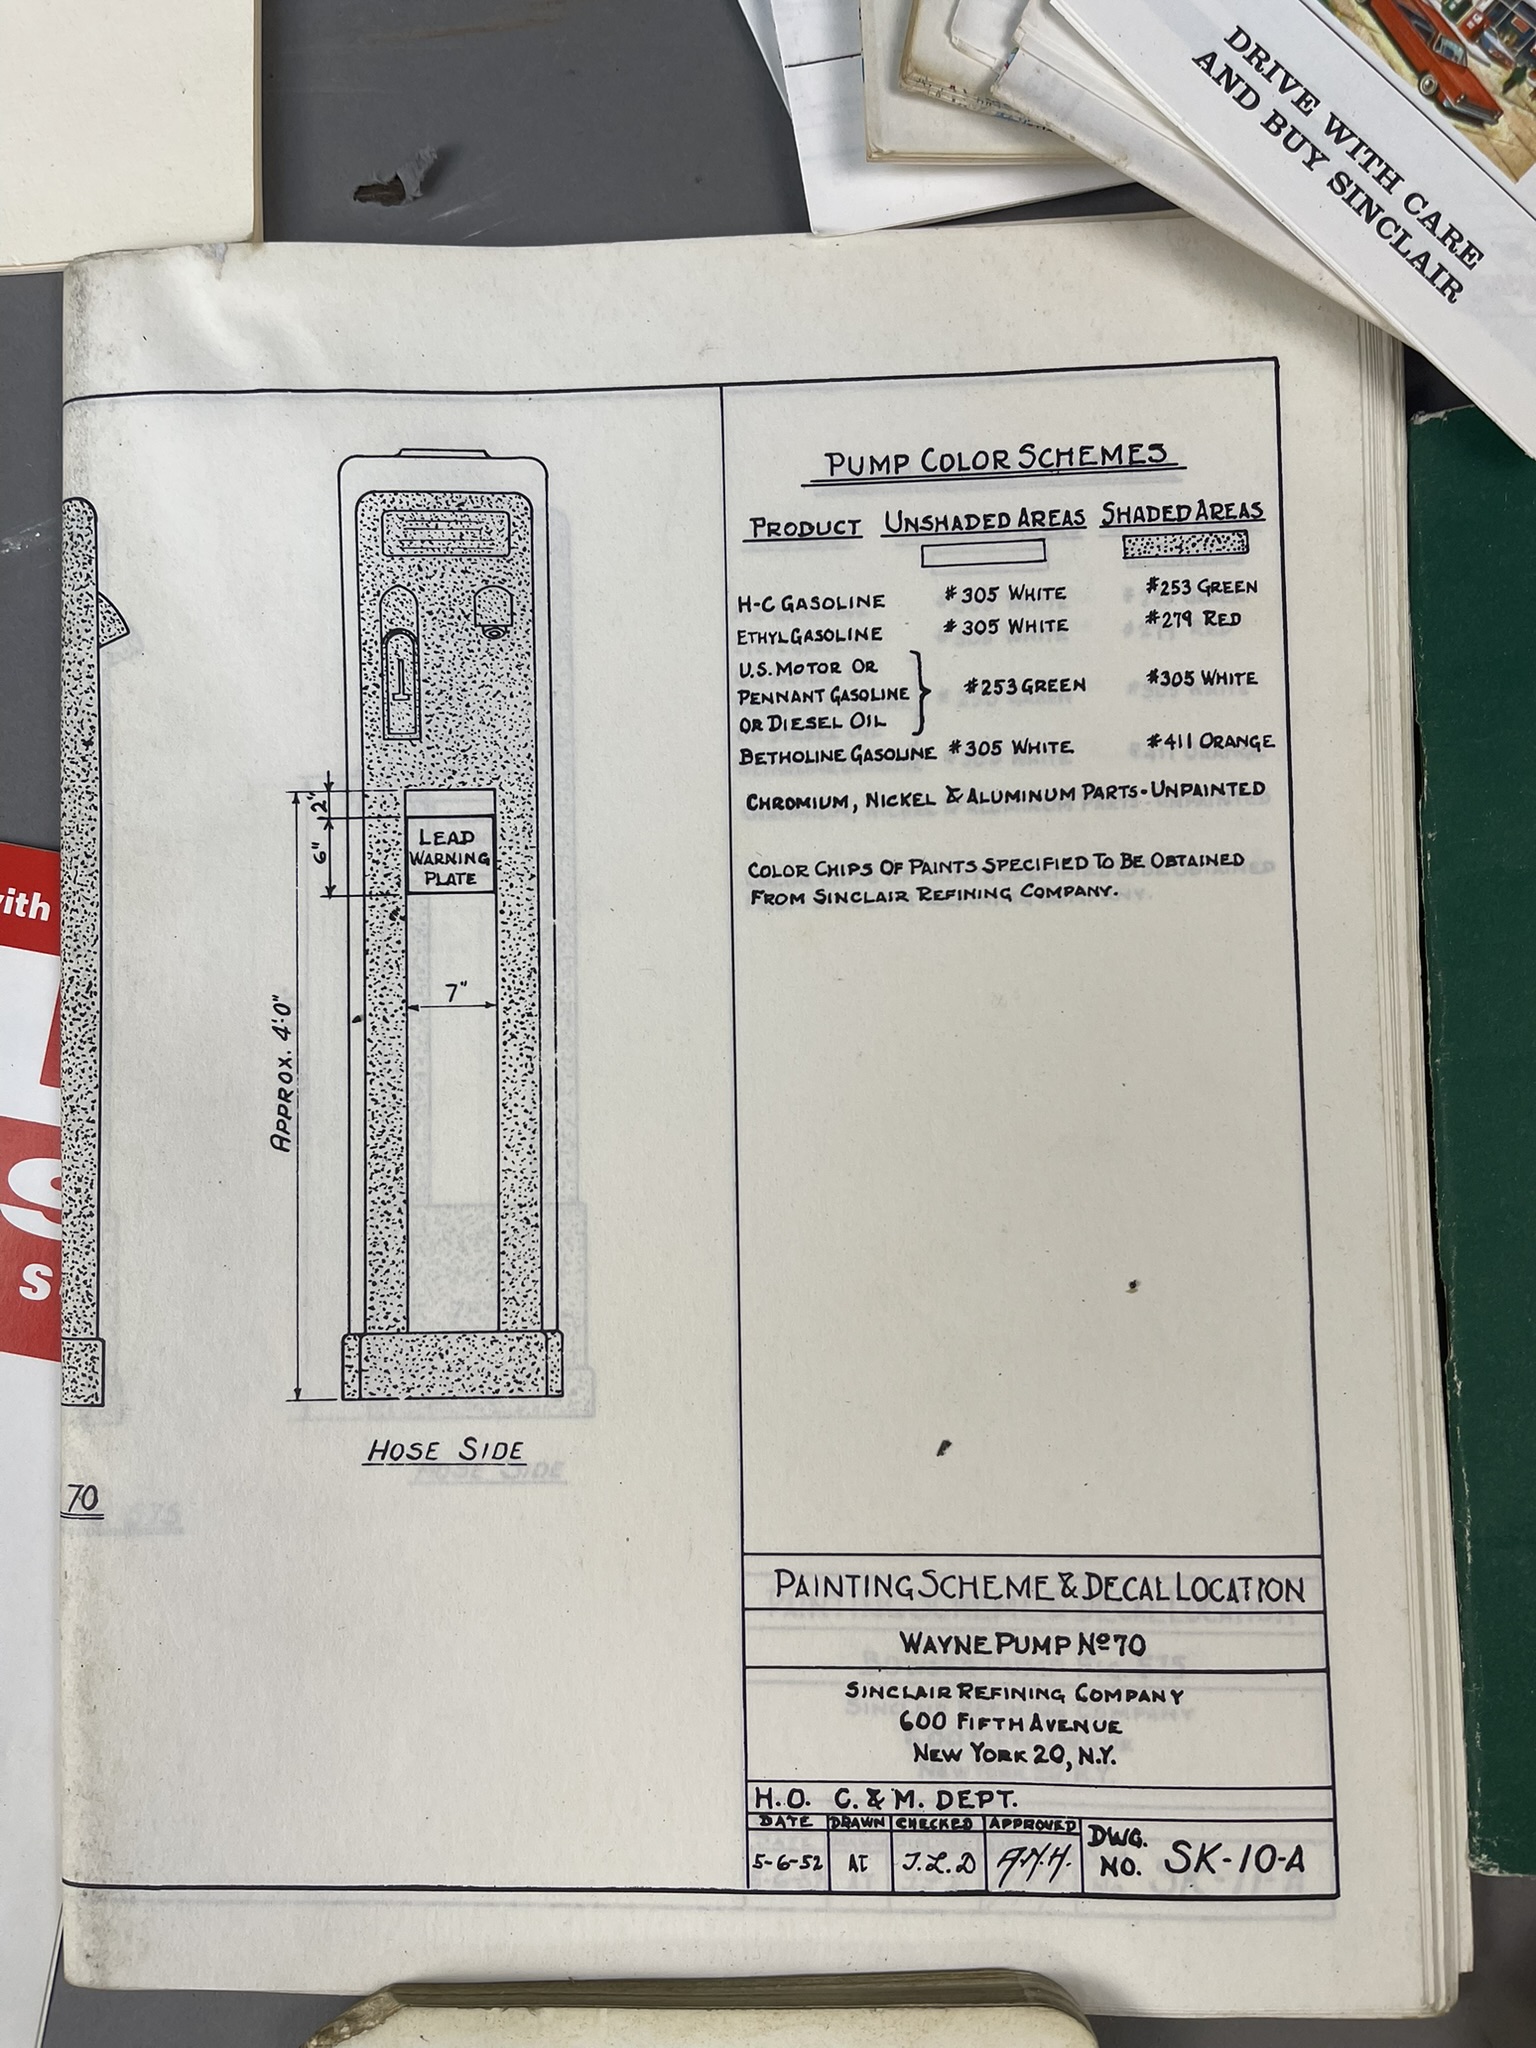 DRIVE WITH CARE
AND BUY SINCLAIR
ith
S
s
PUMP COLOR SCHEMES
PRODUCT UNSHADED AREAS SHADED AREAS
H-C GASOLINE #305 WHITE #253 GREEN
ETHYL GASOLINE #305 WHITE #279 RED
U.S. MOTOR OR
PENNANT GASOLINE #253 GREEN #305 WHITE
OR DIESEL OIL
BETHOLINE GASOLINE #305 WHITE #411 ORANGE
CHROMIUM, NICKEL & ALUMINUM PARTS-UNPAINTED
COLOR CHIPS OF PAINTS SPECIFIED TO BE OBTAINED
FROM SINCLAIR REFINING COMPANY.
2"
6"
LEAD
WARNING
PLATE
7"
APPROX. 4'-0"
HOSE SIDE
70
PAINTING SCHEME & DECAL LOCATION
WAYNE PUMP Nº 70
SINCLAIR REFINING COMPANY
600 FIFTH AVENUE
NEW YORK 20, N.Y.
H.O. C. & M. DEPT.
DATE DRAWN CHECKED APPROVED
5-6-52 AT J.L.D A.N.H.
DWG.
NO. SK-10-A